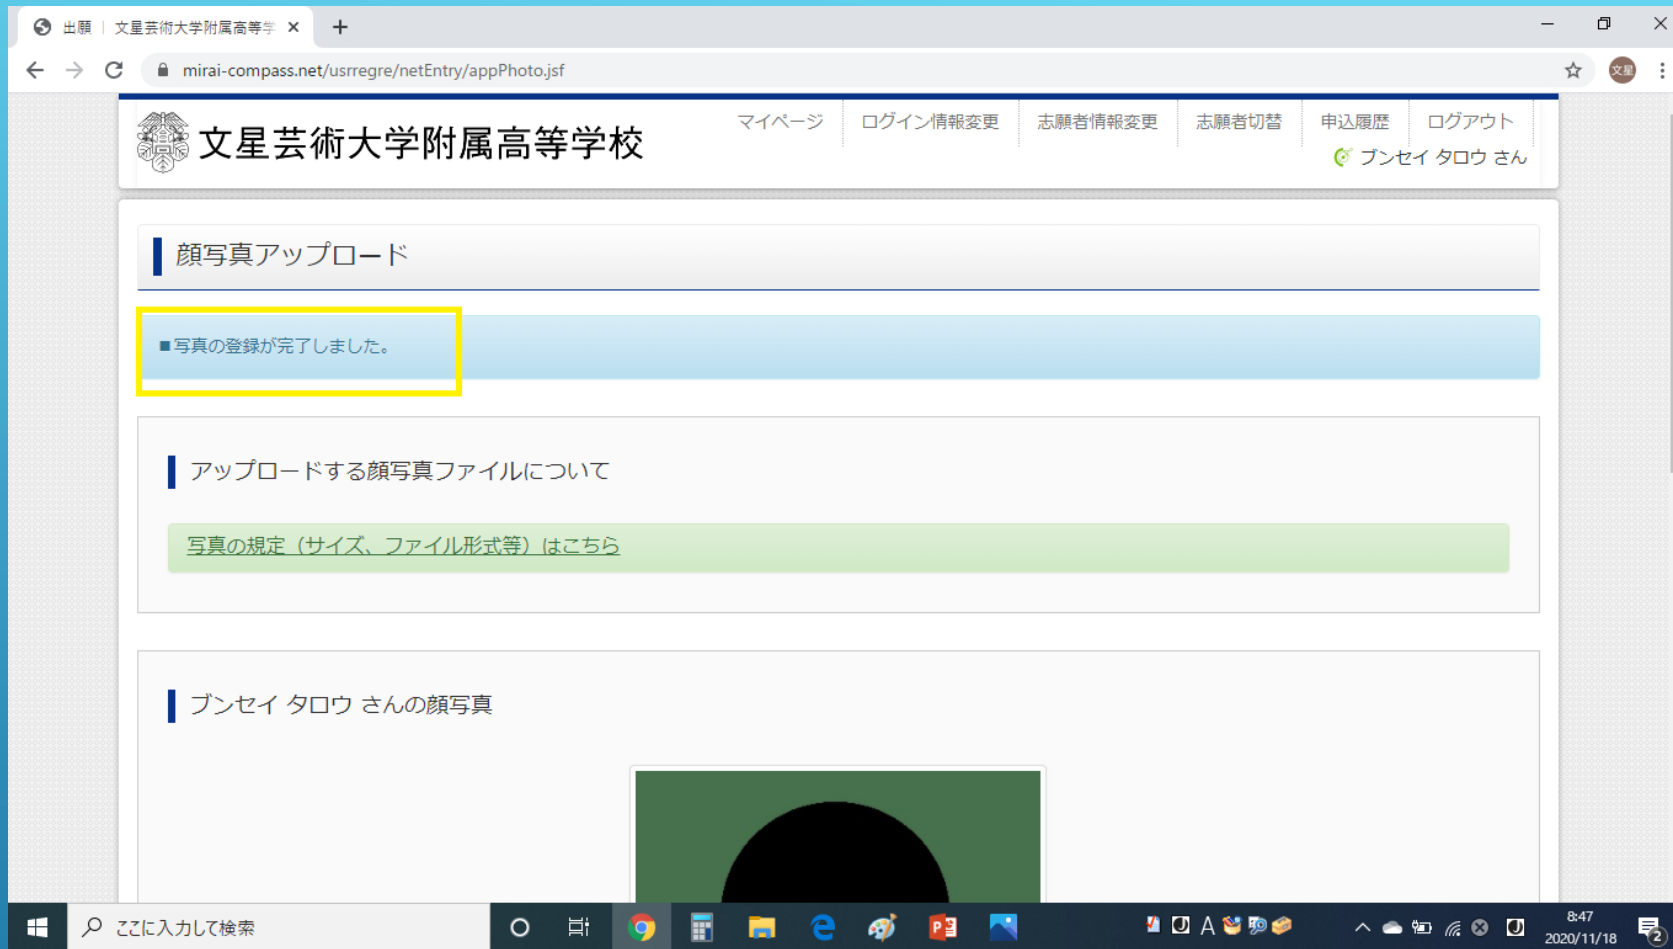 出願 | 文星芸術大学附属高等学
mirai-compass.net/usrregre/netEntry/appPhoto.jsf
文星
文星芸術大学附属高等学校
マイページ
ログイン情報変更
志願者情報変更
志願者切替
申込履歴
ログアウト
ブンセイ タロウ さん
顔写真アップロード
■写真の登録が完了しました。
アップロードする顔写真ファイルについて
写真の規定（サイズ、ファイル形式等）はこちら
ブンセイ タロウ さんの顔写真
ここに入力して検索
A
8:47
2020/11/18
2